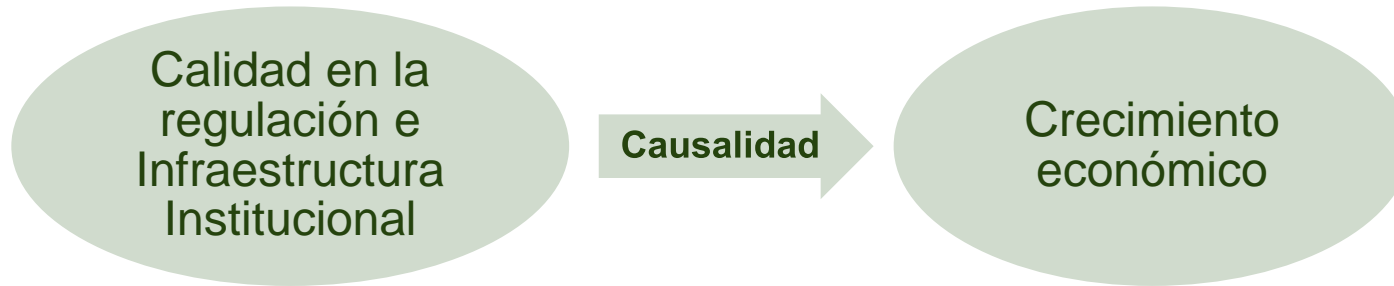 Calidad en la
regulación e
Infraestructura
Institucional
Causalidad
Crecimiento
económico